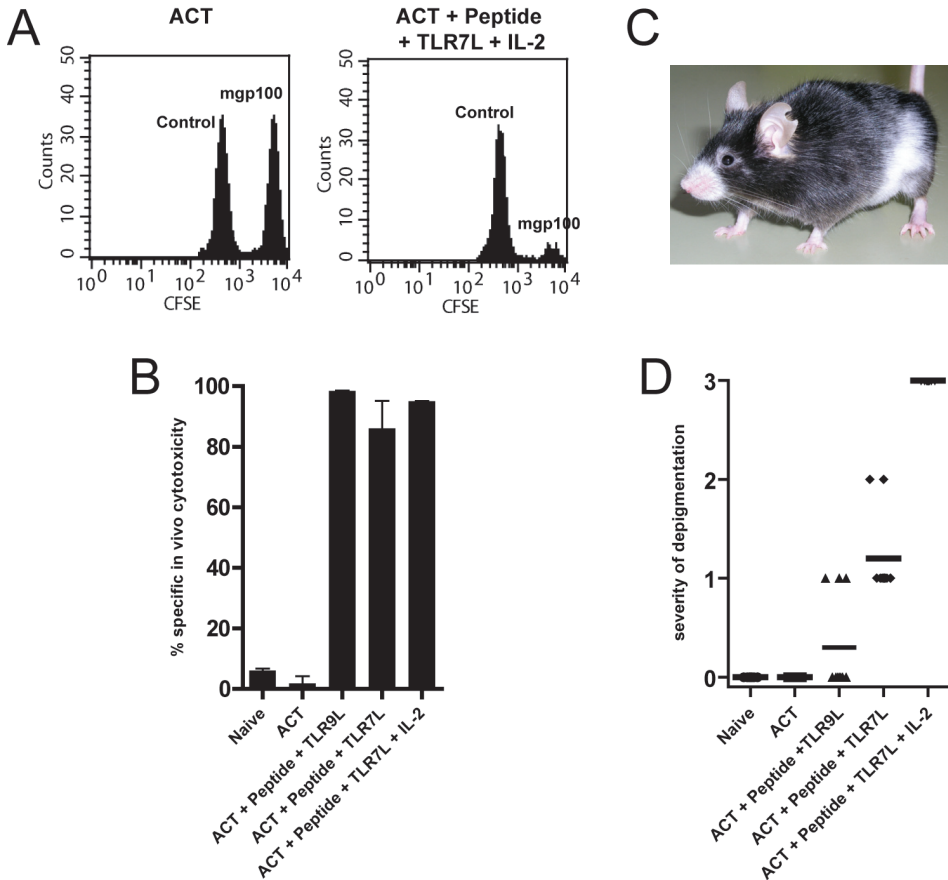 A
ACT
50
40
30
20
10
0
Counts
Control
mgp100
10^0 10^1 10^2 10^3 10^4
CFSE
ACT + Peptide
+ TLR7L + IL-2
50
40
30
20
10
0
Counts
Control
mgp100
10^0 10^1 10^2 10^3 10^4
CFSE
C
B
% specific in vivo cytotoxicity
100
80
60
40
20
0
Naive
ACT
ACT + Peptide + TLR9L
ACT + Peptide + TLR7L
ACT + Peptide + TLR7L + IL-2
D
severity of depigmentation
3
2
1
0
Naive
ACT
ACT + Peptide +TLR9L
ACT + Peptide + TLR7L
ACT + Peptide + TLR7L + IL-2